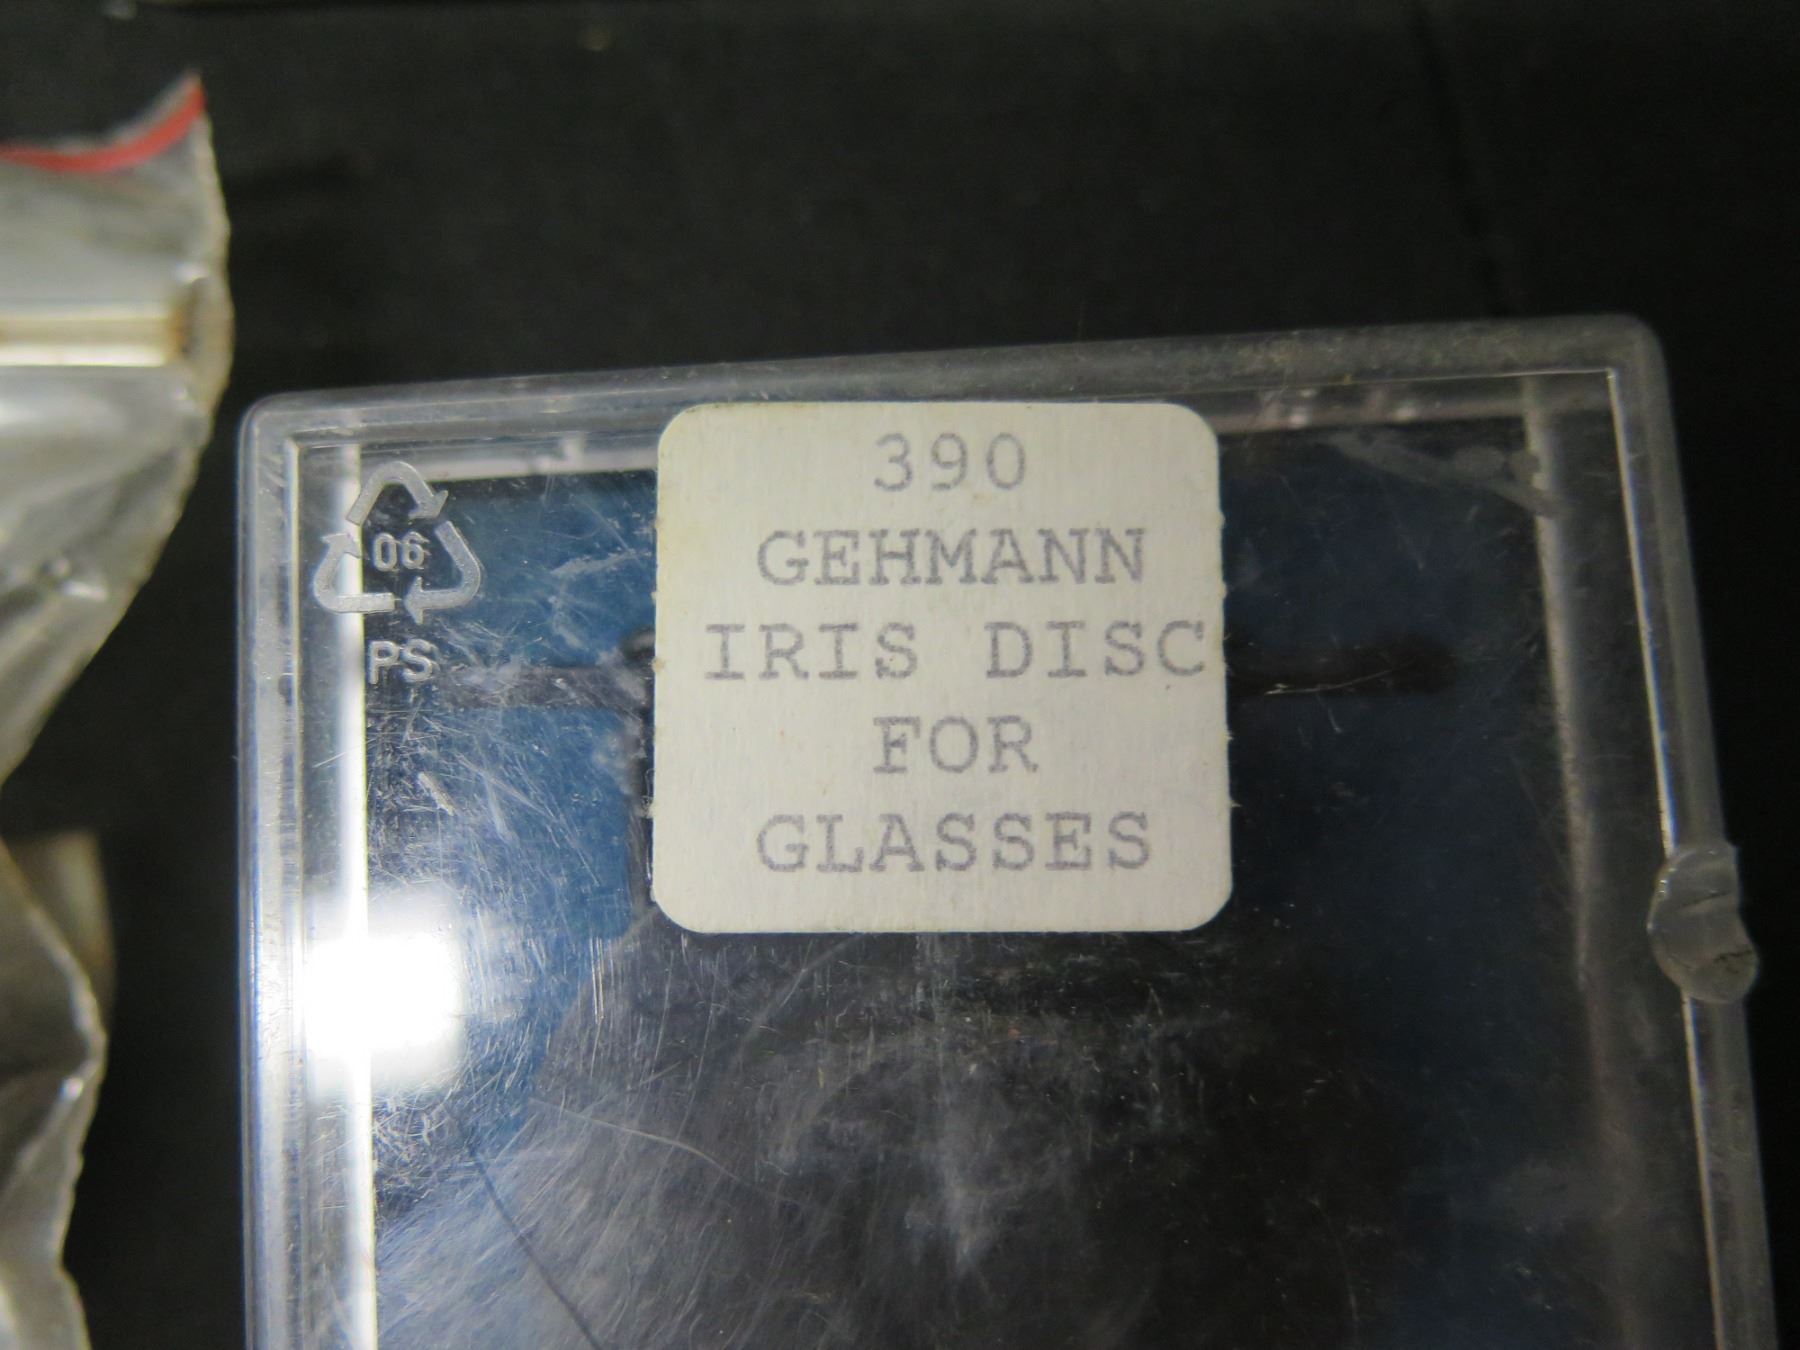 390
GEHMANN
IRIS DISC
FOR
GLASSES
06
PS